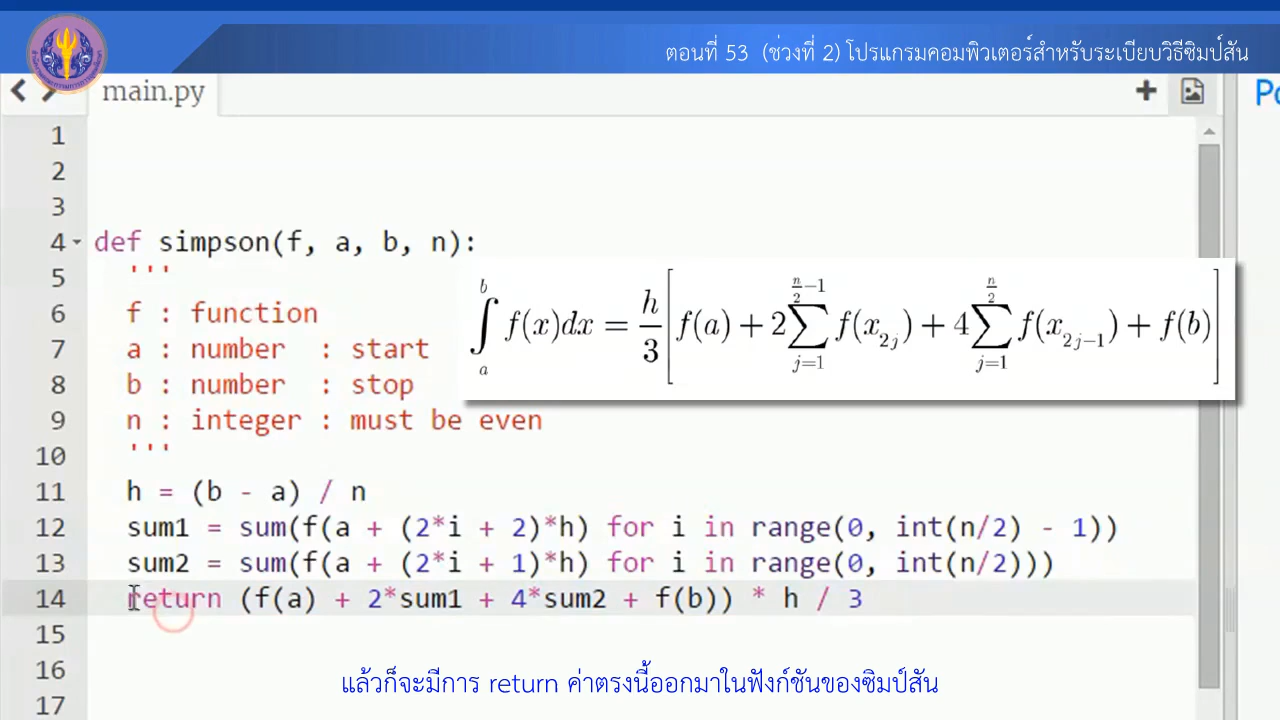 ตอนที่ 53 (ช่วงที่ 2) โปรแกรมคอมพิวเตอร์สำหรับระเบียบวิธีซิมป์สัน
main.py
1
2
3
4 def simpson(f, a, b, n):
5 '''
6 f : function
7 a : number : start
8 b : number : stop
9 n : integer : must be even
10 '''
∫_a^b f(x)dx = h/3 [ f(a) + 2 ∑_{j=1}^{n/2−1} f(x_{2j}) + 4 ∑_{j=1}^{n/2} f(x_{2j−1}) + f(b) ]
11 h = (b - a) / n
12 sum1 = sum(f(a + (2*i + 2)*h) for i in range(0, int(n/2) - 1))
13 sum2 = sum(f(a + (2*i + 1)*h) for i in range(0, int(n/2)))
14 return (f(a) + 2*sum1 + 4*sum2 + f(b)) * h / 3
15
16
17
แล้วก็จะมีการ return ค่าตรงนี้ออกมาในฟังก์ชันของซิมป์สัน